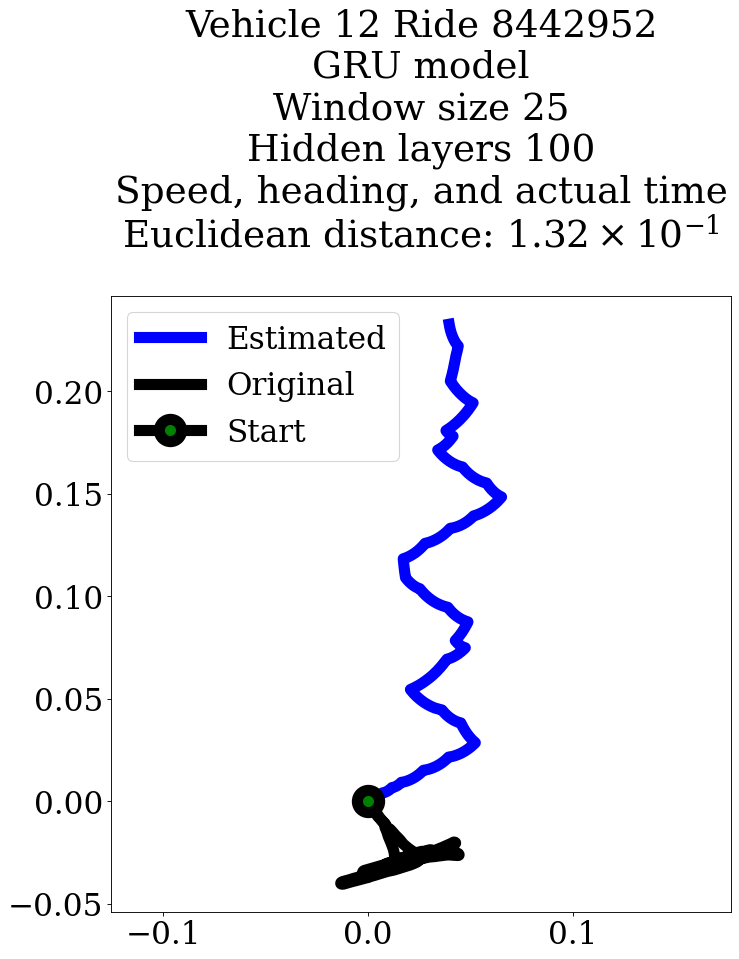 Vehicle 12 Ride 8442952
GRU model
Window size 25
Hidden layers 100
Speed, heading, and actual time
Euclidean distance: 1.32 × 10⁻¹
Estimated
Original
Start
0.20
0.15
0.10
0.05
0.00
−0.05
−0.1
0.0
0.1